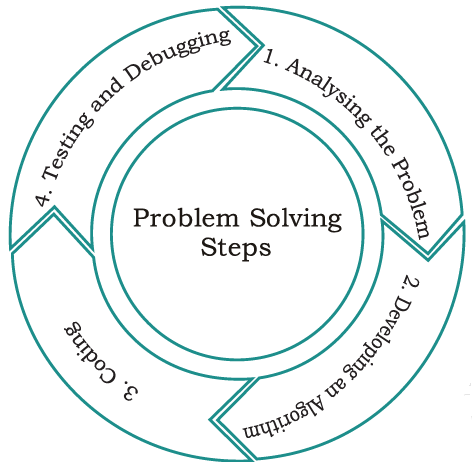 Problem Solving
Steps
1. Analysing the Problem
2. Developing an Algorithm
3. Coding
4. Testing and Debugging